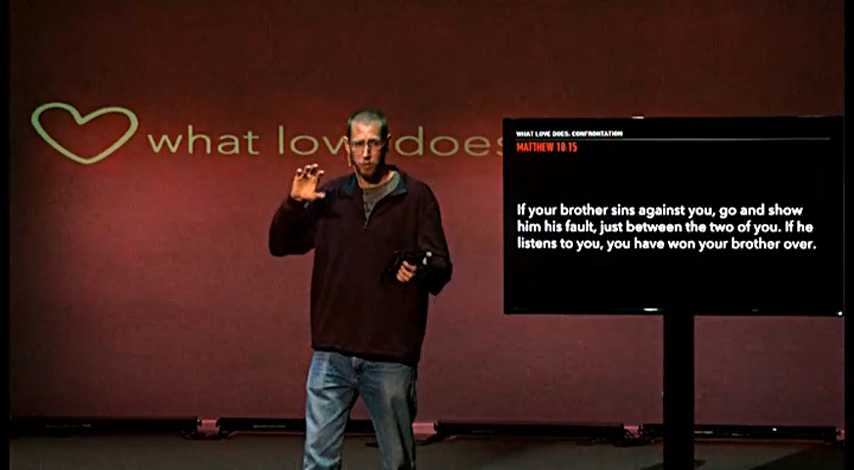 what love does
WHAT LOVE DOES: CONFRONTATION
MATTHEW 18:15
If your brother sins against you, go and show
him his fault, just between the two of you. If he
listens to you, you have won your brother over.